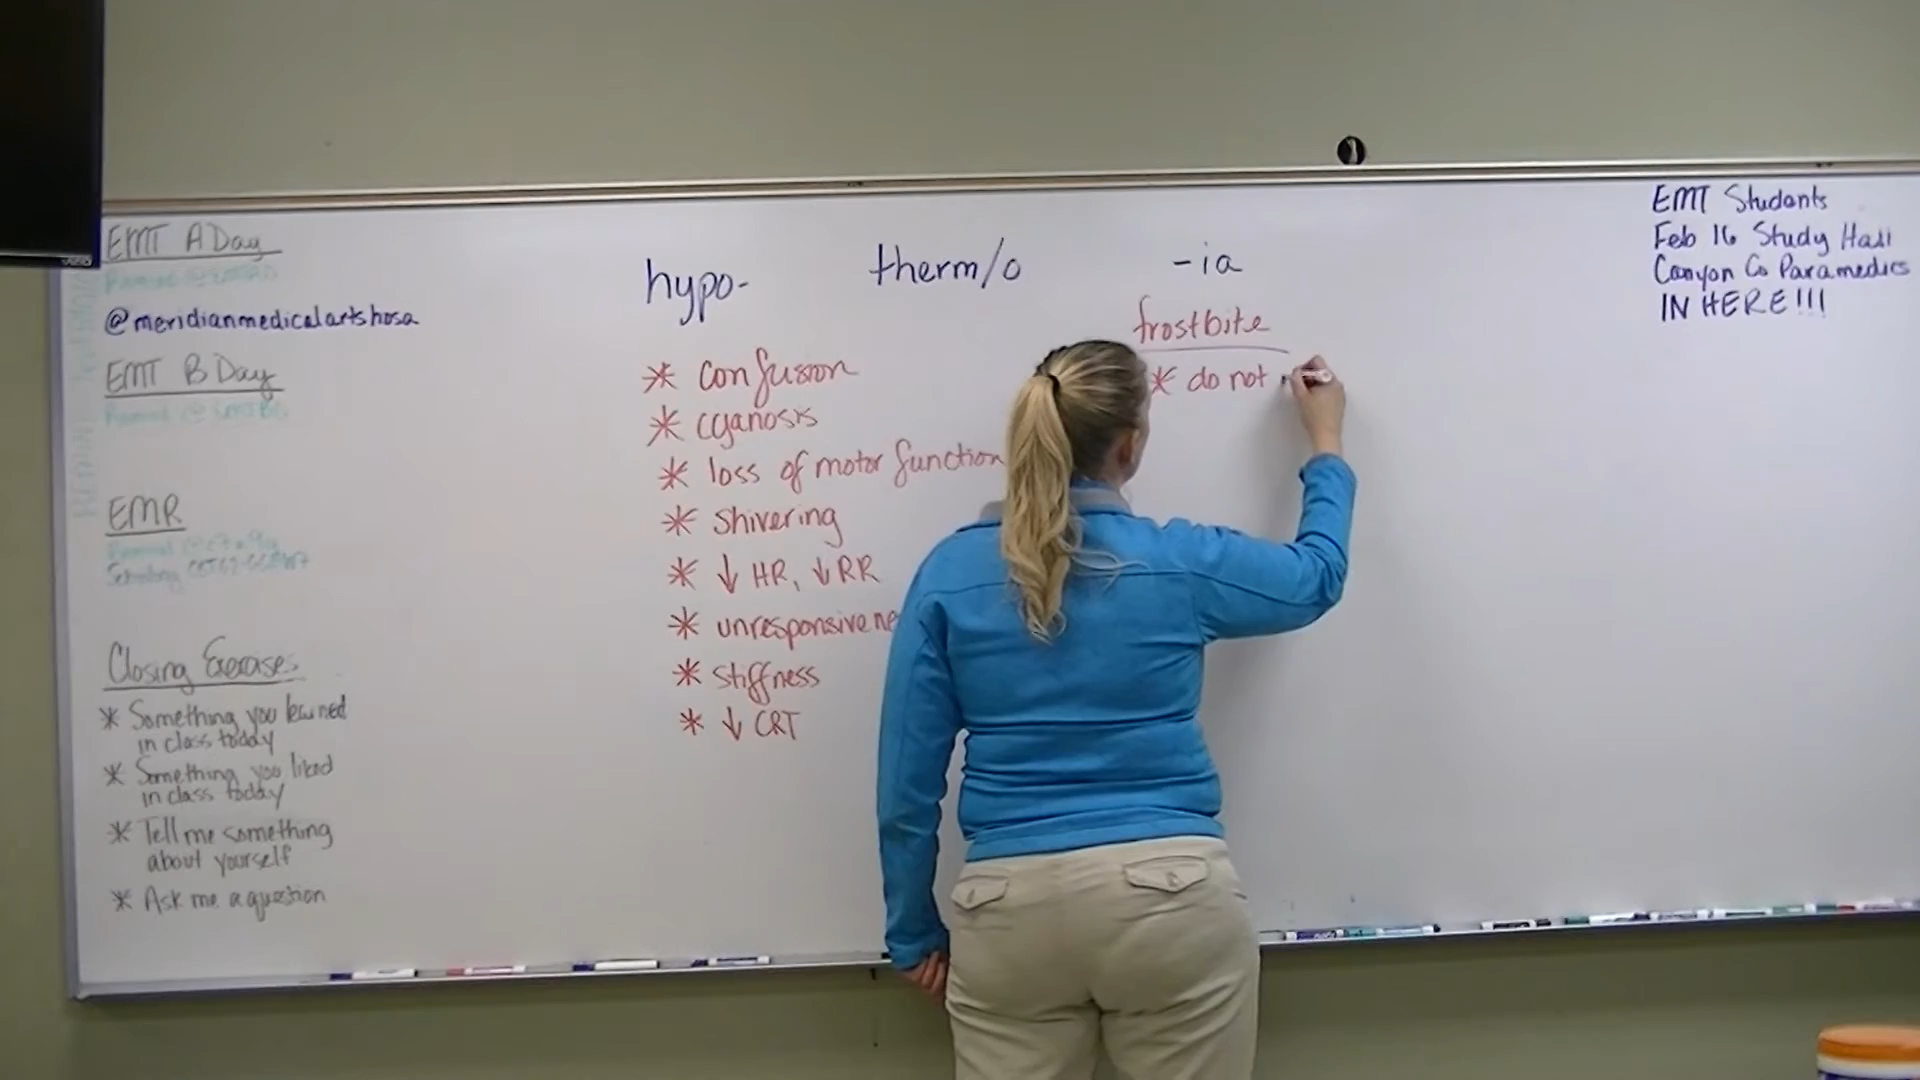 EMT A Day
@meridianmedicalartshosa
EMT B Day
EMR
Closing Exercises
* Something you learned
in class today
* Something you liked
in class today
* Tell me something
about yourself
* Ask me a question
hypo- therm/o -ia
* confusion
* cyanosis
* loss of motor function
* shivering
* ↓ HR, ↓ RR
* unresponsivene
* stiffness
* ↓ CRT
frostbite
* do not
EMT Students
Feb 16 Study Hall
Canyon Co Paramedics
IN HERE!!!